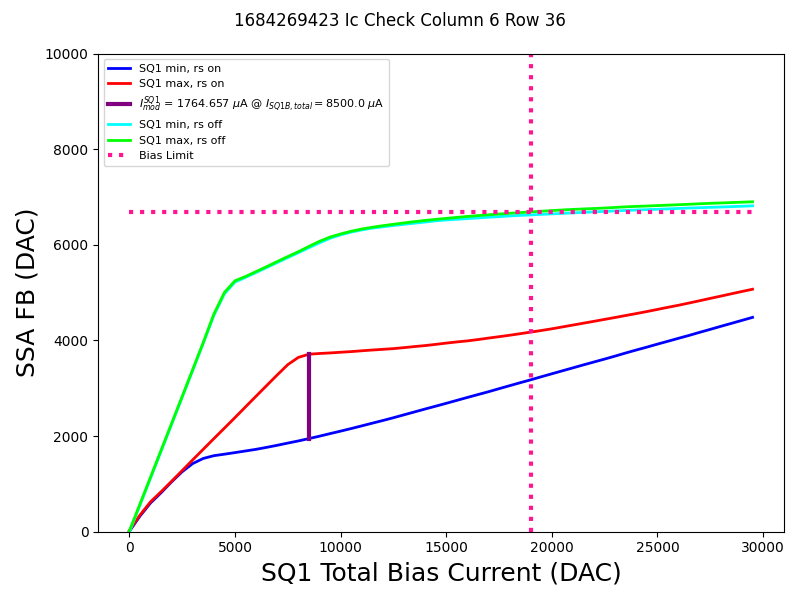 1684269423 Ic Check Column 6 Row 36
10000
8000
6000
4000
2000
0
SSA FB (DAC)
SQ1 min, rs on
SQ1 max, rs on
I_{mod}^{SQ1} = 1764.657 μA @ I_{SQ1B,total} = 8500.0 μA
SQ1 min, rs off
SQ1 max, rs off
Bias Limit
0 5000 10000 15000 20000 25000 30000
SQ1 Total Bias Current (DAC)